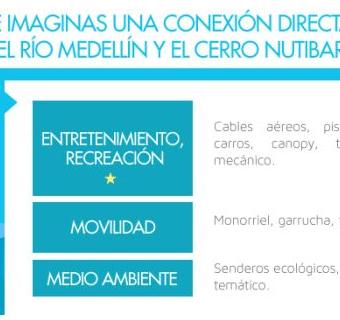 E IMAGINAS UNA CONEXIÓN DIRECTA
EL RÍO MEDELLÍN Y EL CERRO NUTIBAR
ENTRETENIMIENTO,
RECREACIÓN
Cables aéreos, pis
carros, canopy, t
mecánico.
MOVILIDAD
Monorriel, garrucha,
MEDIO AMBIENTE
Senderos ecológicos,
temático.